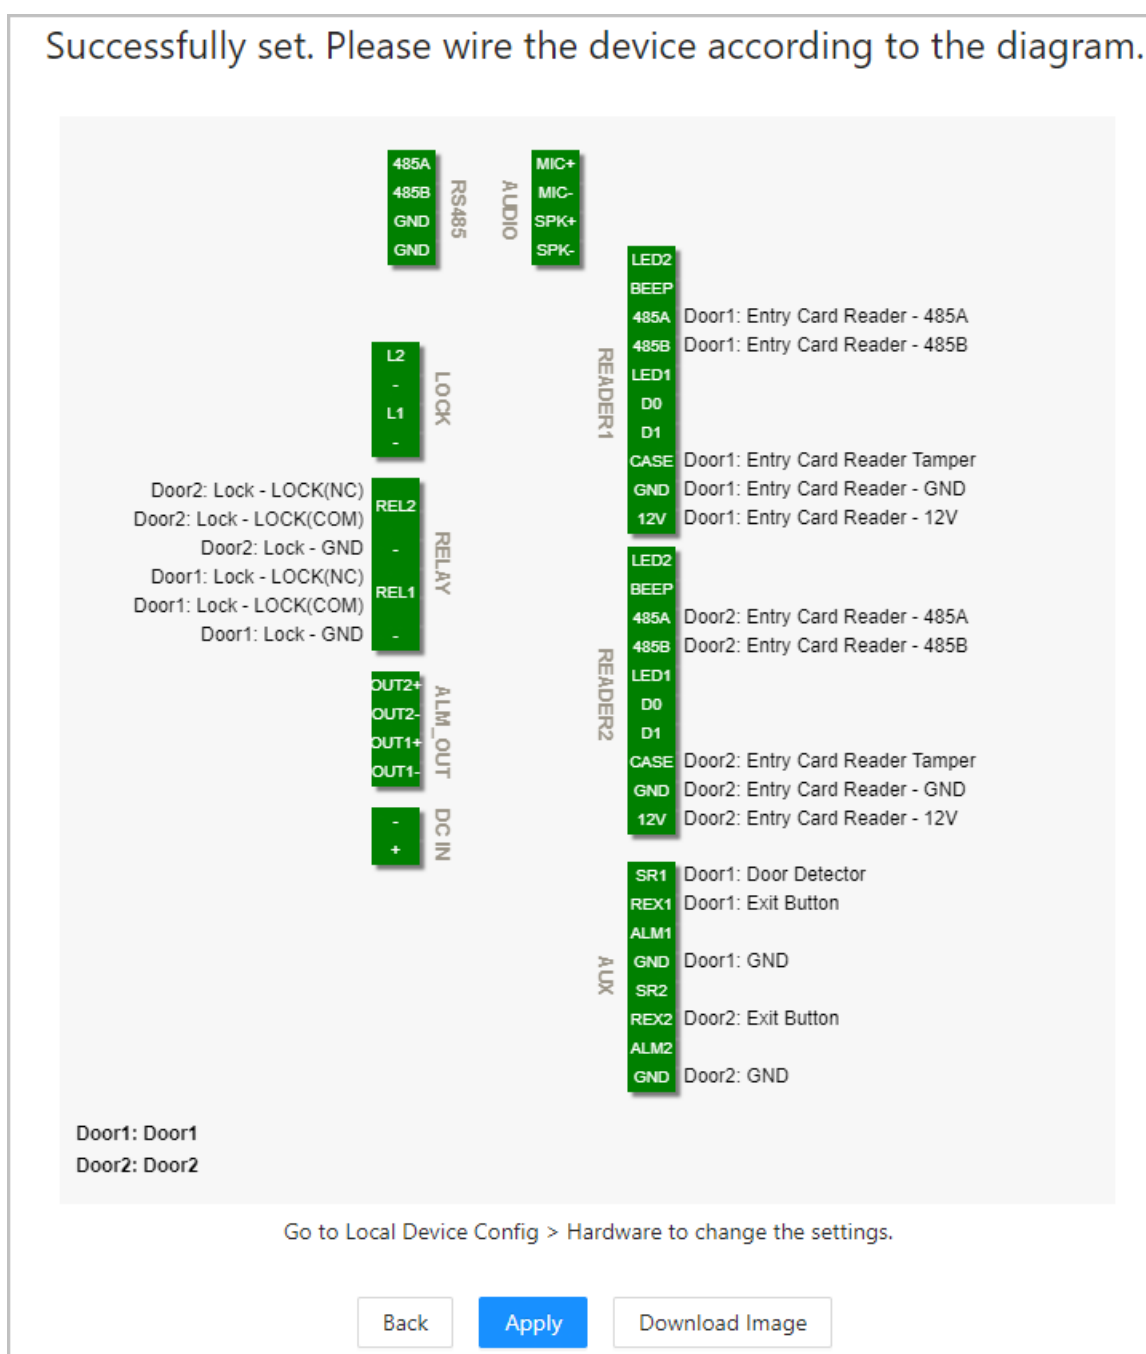 Successfully set. Please wire the device according to the diagram.
485A
485B
GND
GND
RS485
AUDIO
MIC+
MIC-
SPK+
SPK-
L2
-
L1
-
LOCK
Door2: Lock - LOCK(NC)
Door2: Lock - LOCK(COM)
Door2: Lock - GND
Door1: Lock - LOCK(NC)
Door1: Lock - LOCK(COM)
Door1: Lock - GND
REL2
-
REL1
-
RELAY
OUT2+
OUT2-
OUT1+
OUT1-
ALM_OUT
-
+
DC IN
READER1
LED2
BEEP
485A Door1: Entry Card Reader - 485A
485B Door1: Entry Card Reader - 485B
LED1
D0
D1
CASE Door1: Entry Card Reader Tamper
GND Door1: Entry Card Reader - GND
12V Door1: Entry Card Reader - 12V
READER2
LED2
BEEP
485A Door2: Entry Card Reader - 485A
485B Door2: Entry Card Reader - 485B
LED1
D0
D1
CASE Door2: Entry Card Reader Tamper
GND Door2: Entry Card Reader - GND
12V Door2: Entry Card Reader - 12V
AUX
SR1 Door1: Door Detector
REX1 Door1: Exit Button
ALM1
GND Door1: GND
SR2
REX2 Door2: Exit Button
ALM2
GND Door2: GND
Door1: Door1
Door2: Door2
Go to Local Device Config > Hardware to change the settings.
Back
Apply
Download Image